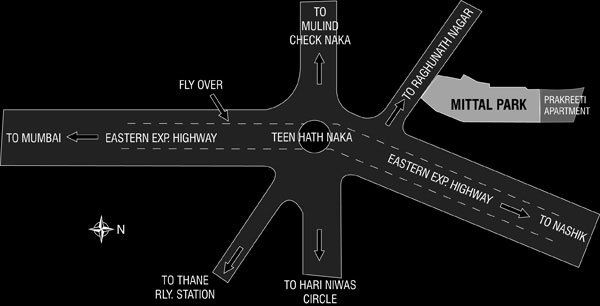 TO
MULIND
CHECK NAKA
TO RAGHUNATH NAGAR
FLY OVER
MITTAL PARK
PRAKREETI
APARTMENT
TO MUMBAI
EASTERN EXP. HIGHWAY
TEEN HATH NAKA
EASTERN EXP. HIGHWAY
TO NASHIK
N
TO THANE
RLY. STATION
TO HARI NIWAS
CIRCLE